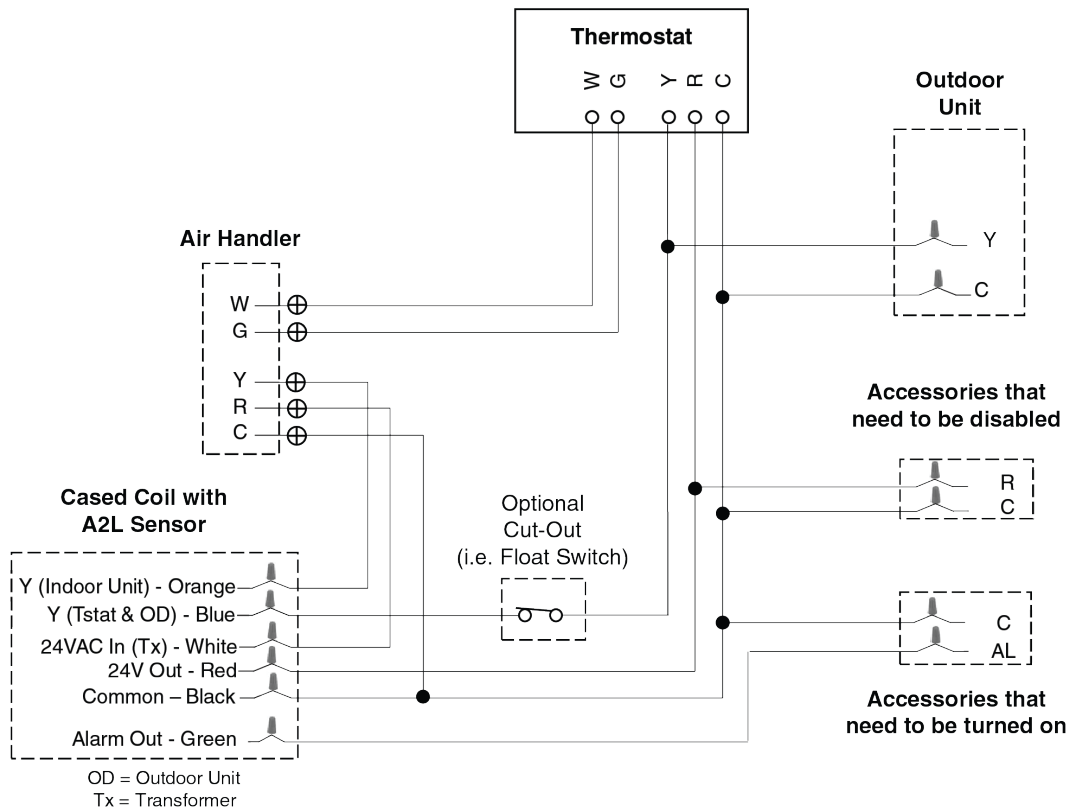 Thermostat
W G Y R C
Outdoor
Unit
Y
C
Air Handler
W
G
Y
R
C
Accessories that
need to be disabled
R
C
Cased Coil with
A2L Sensor
Optional
Cut-Out
(i.e. Float Switch)
Y (Indoor Unit) - Orange
Y (Tstat & OD) - Blue
24VAC In (Tx) - White
24V Out - Red
Common – Black
Alarm Out - Green
C
AL
Accessories that
need to be turned on
OD = Outdoor Unit
Tx = Transformer